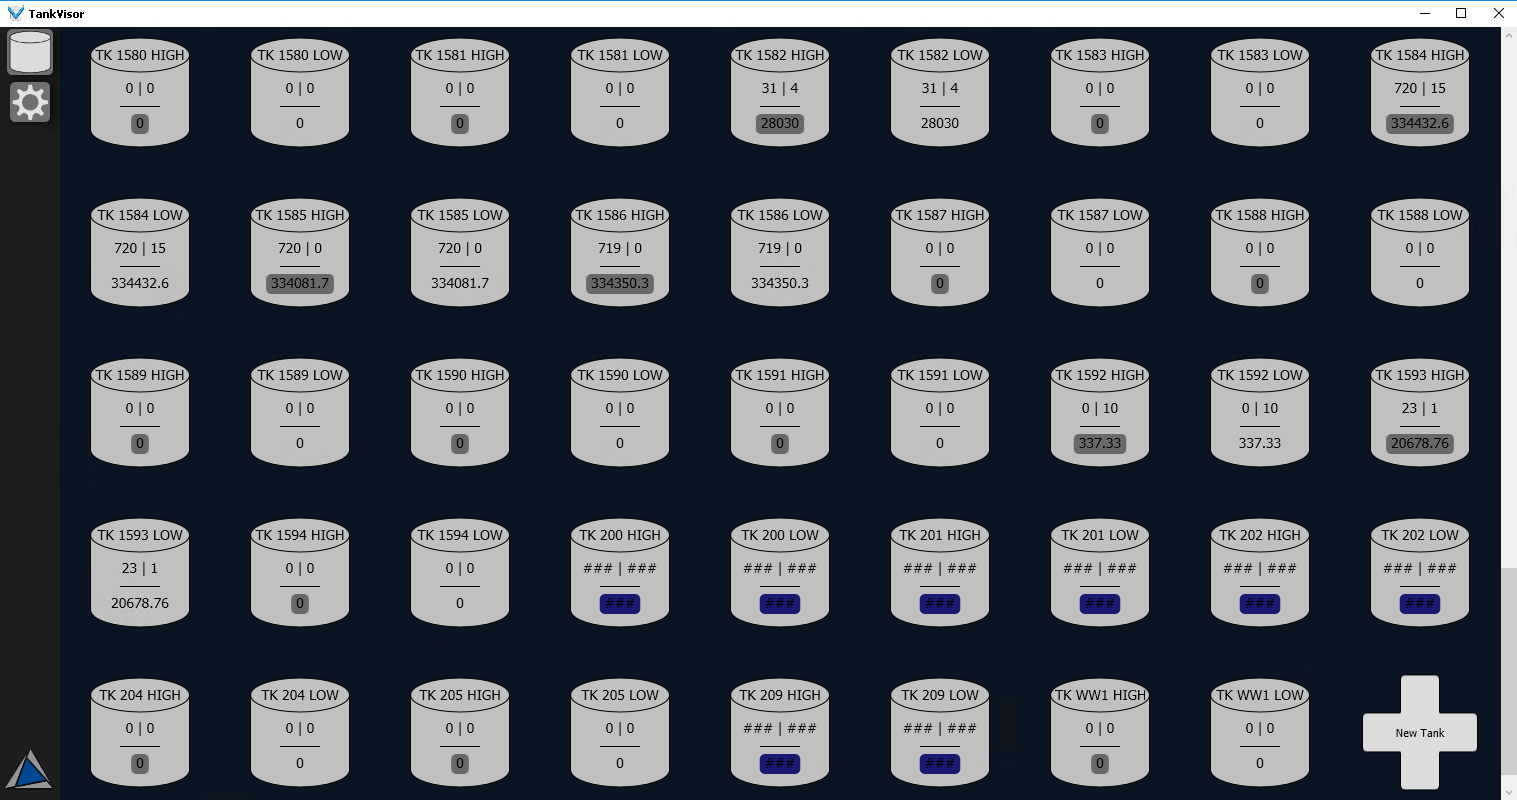 TankVisor
TK 1580 HIGH
0 | 0
0
TK 1580 LOW
0 | 0
0
TK 1581 HIGH
0 | 0
0
TK 1581 LOW
0 | 0
0
TK 1582 HIGH
31 | 4
28030
TK 1582 LOW
31 | 4
28030
TK 1583 HIGH
0 | 0
0
TK 1583 LOW
0 | 0
0
TK 1584 HIGH
720 | 15
334432.6
TK 1584 LOW
720 | 15
334432.6
TK 1585 HIGH
720 | 0
334081.7
TK 1585 LOW
720 | 0
334081.7
TK 1586 HIGH
719 | 0
334350.3
TK 1586 LOW
719 | 0
334350.3
TK 1587 HIGH
0 | 0
0
TK 1587 LOW
0 | 0
0
TK 1588 HIGH
0 | 0
0
TK 1588 LOW
0 | 0
0
TK 1589 HIGH
0 | 0
0
TK 1589 LOW
0 | 0
0
TK 1590 HIGH
0 | 0
0
TK 1590 LOW
0 | 0
0
TK 1591 HIGH
0 | 0
0
TK 1591 LOW
0 | 0
0
TK 1592 HIGH
0 | 10
337.33
TK 1592 LOW
0 | 10
337.33
TK 1593 HIGH
23 | 1
20678.76
TK 1593 LOW
23 | 1
20678.76
TK 1594 HIGH
0 | 0
0
TK 1594 LOW
0 | 0
0
TK 200 HIGH
### | ###
###
TK 200 LOW
### | ###
###
TK 201 HIGH
### | ###
###
TK 201 LOW
### | ###
###
TK 202 HIGH
### | ###
###
TK 202 LOW
### | ###
###
TK 204 HIGH
0 | 0
0
TK 204 LOW
0 | 0
0
TK 205 HIGH
0 | 0
0
TK 205 LOW
0 | 0
0
TK 209 HIGH
### | ###
###
TK 209 LOW
### | ###
###
TK WW1 HIGH
0 | 0
0
TK WW1 LOW
0 | 0
0
New Tank